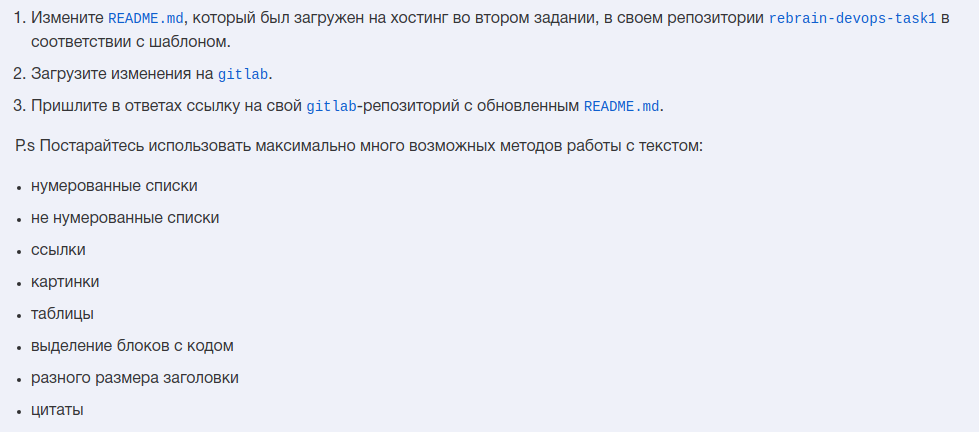 1. Измените README.md, который был загружен на хостинг во втором задании, в своем репозитории rebrain-devops-task1 в
соответствии с шаблоном.
2. Загрузите изменения на gitlab.
3. Пришлите в ответах ссылку на свой gitlab-репозиторий с обновленным README.md.
P.s Постарайтесь использовать максимально много возможных методов работы с текстом:
• нумерованные списки
• не нумерованные списки
• ссылки
• картинки
• таблицы
• выделение блоков с кодом
• разного размера заголовки
• цитаты